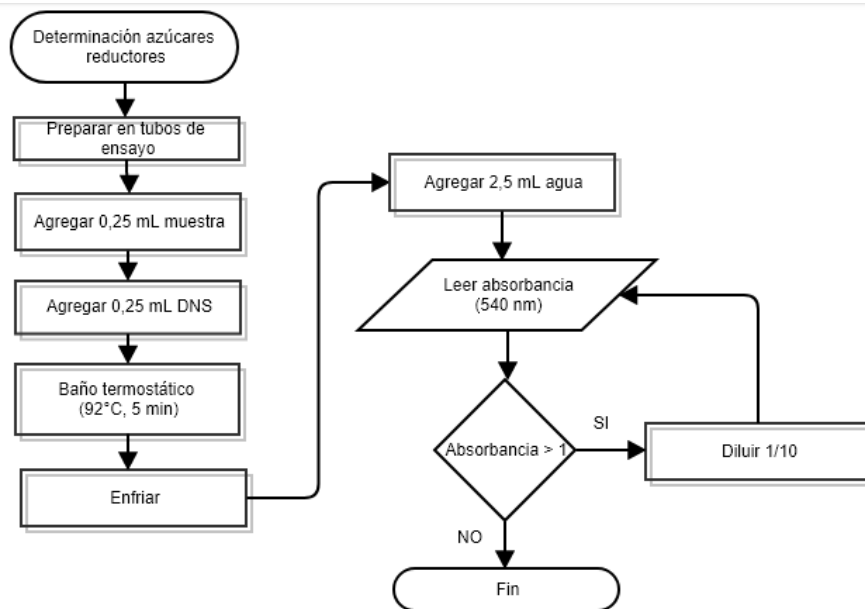 Determinación azúcares
reductores
Preparar en tubos de
ensayo
Agregar 0,25 mL muestra
Agregar 0,25 mL DNS
Baño termostático
(92°C, 5 min)
Enfriar
Agregar 2,5 mL agua
Leer absorbancia
(540 nm)
Absorbancia > 1
SI
Diluir 1/10
NO
Fin